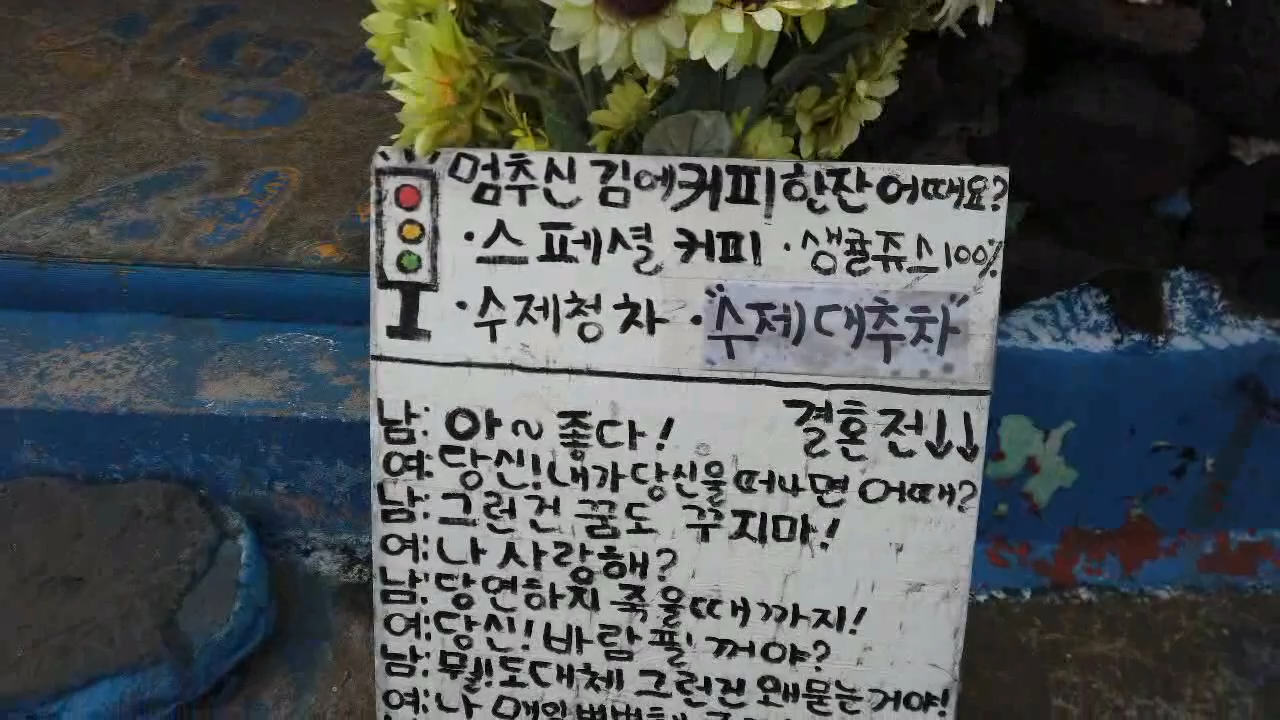 멈추신 김에 커피 한잔 어때요?
·스페셜 커피 ·생귤쥬스 100%
·수제청차 ·"수제대추차"
결혼전↓↓
남: 아~ 좋다!
여: 당신! 내가 당신을 떠나면 어때?
남: 그런건 꿈도 꾸지마!
여: 나 사랑해?
남: 당연하지 죽을때까지!
여: 당신! 바람필 꺼야?
남: 뭘! 도대체 그런건 왜묻는거야!
여: 나 매일